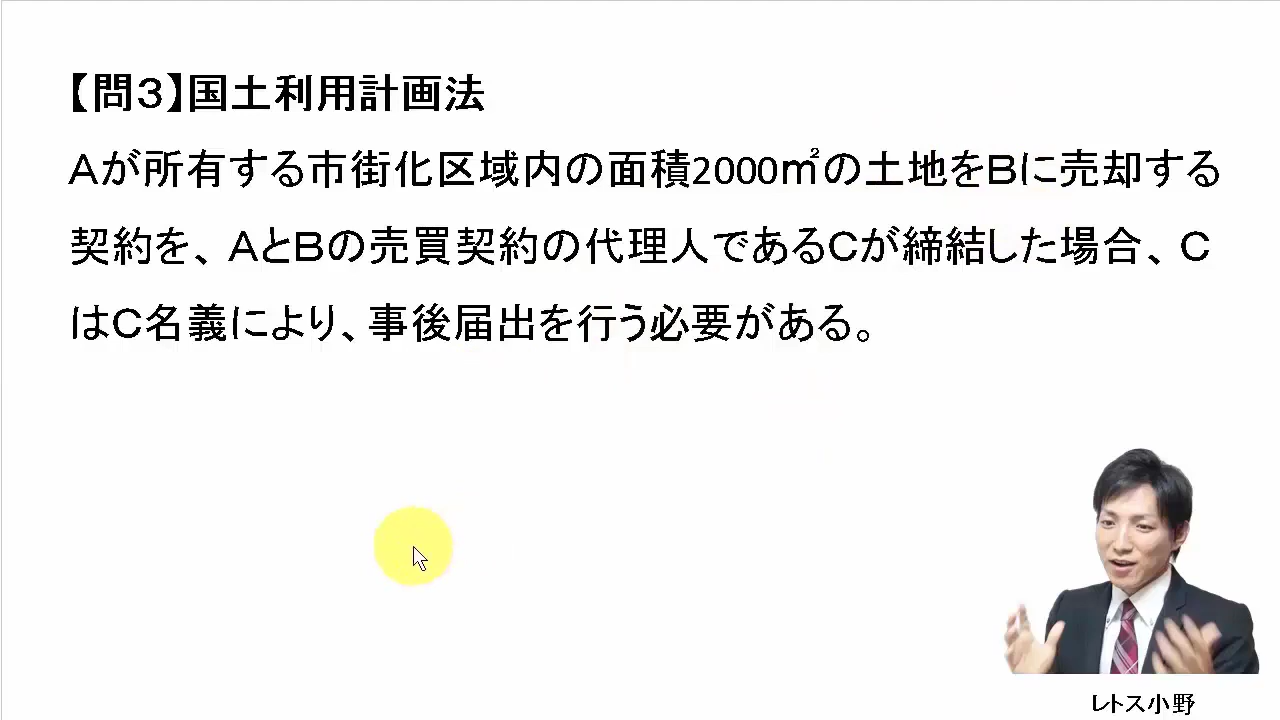 【問３】国土利用計画法
Ａが所有する市街化区域内の面積2000㎡の土地をＢに売却する
契約を、ＡとＢの売買契約の代理人であるＣが締結した場合、Ｃ
はＣ名義により、事後届出を行う必要がある。
レトス小野